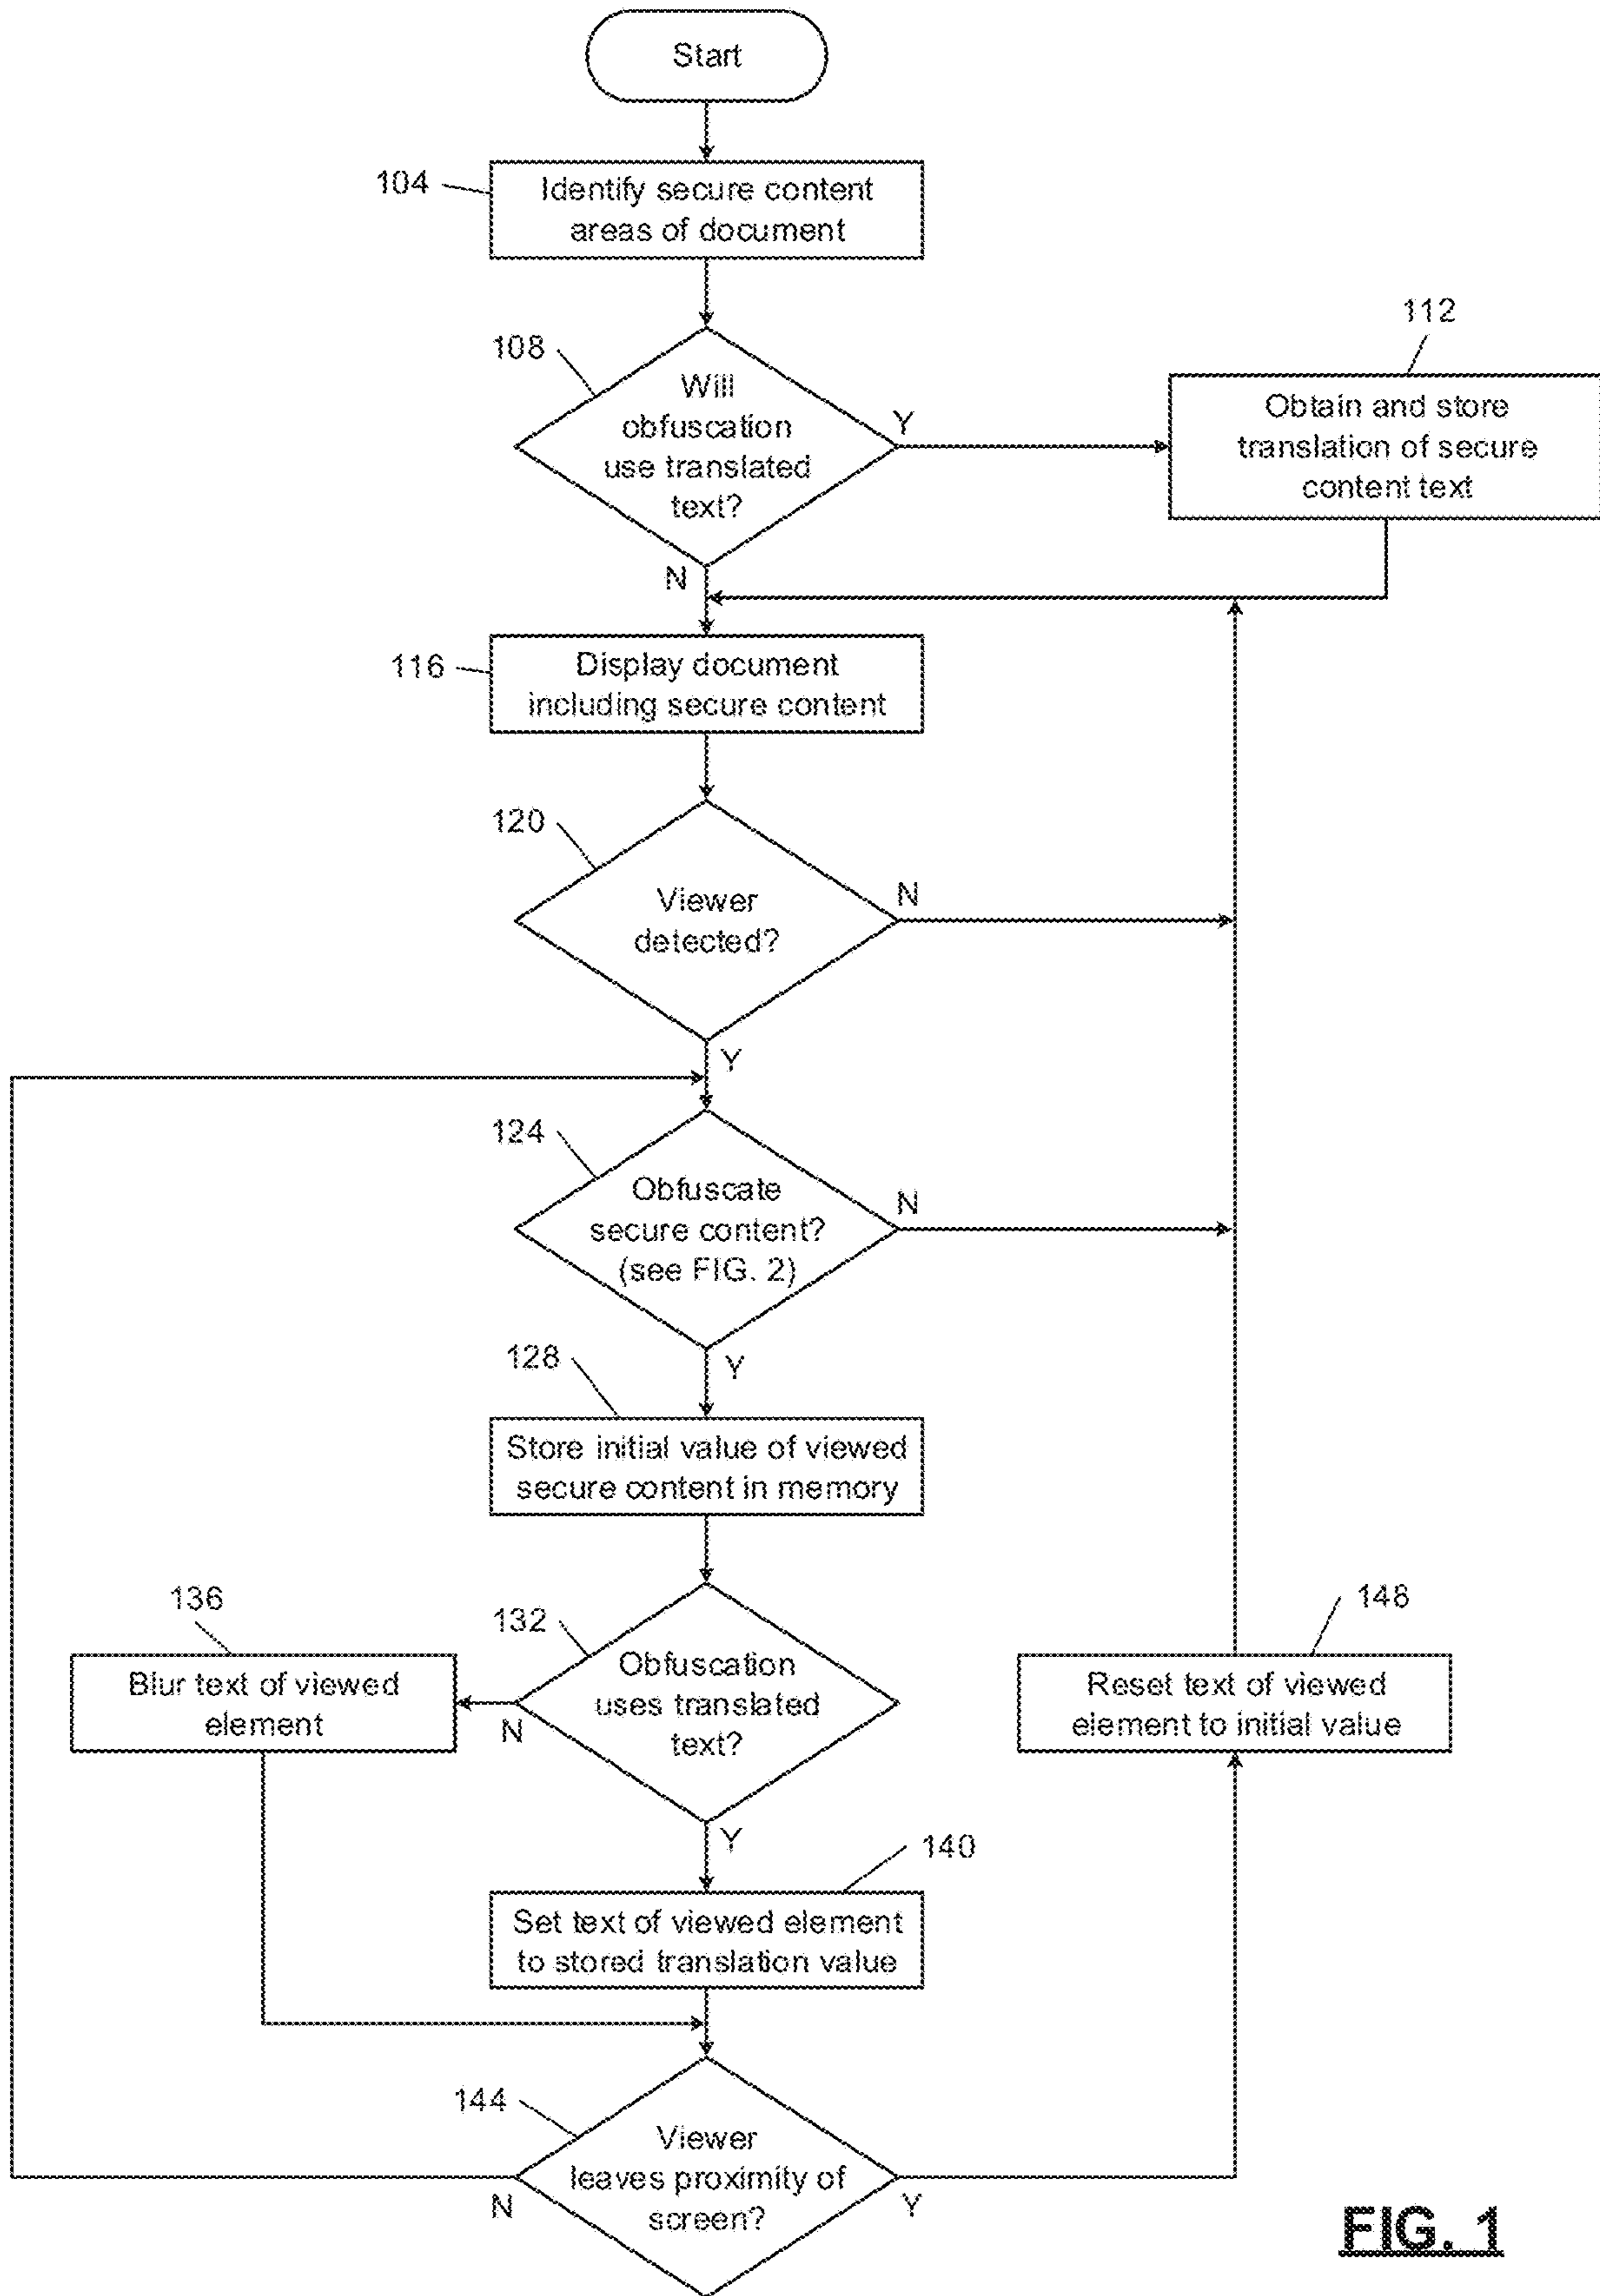 Start
104
Identify secure content
areas of document
108
Will
obfuscation
use translated
text?
Y
N
112
Obtain and store
translation of secure
content text
116
Display document
including secure content
120
Viewer
detected?
N
Y
124
Obfuscate
secure content?
(see FIG. 2)
N
Y
128
Store initial value of viewed
secure content in memory
132
Obfuscation
uses translated
text?
N
Y
136
Blur text of viewed
element
148
Reset text of viewed
element to initial value
140
Set text of viewed element
to stored translation value
144
Viewer
leaves proximity of
screen?
N
Y
FIG. 1